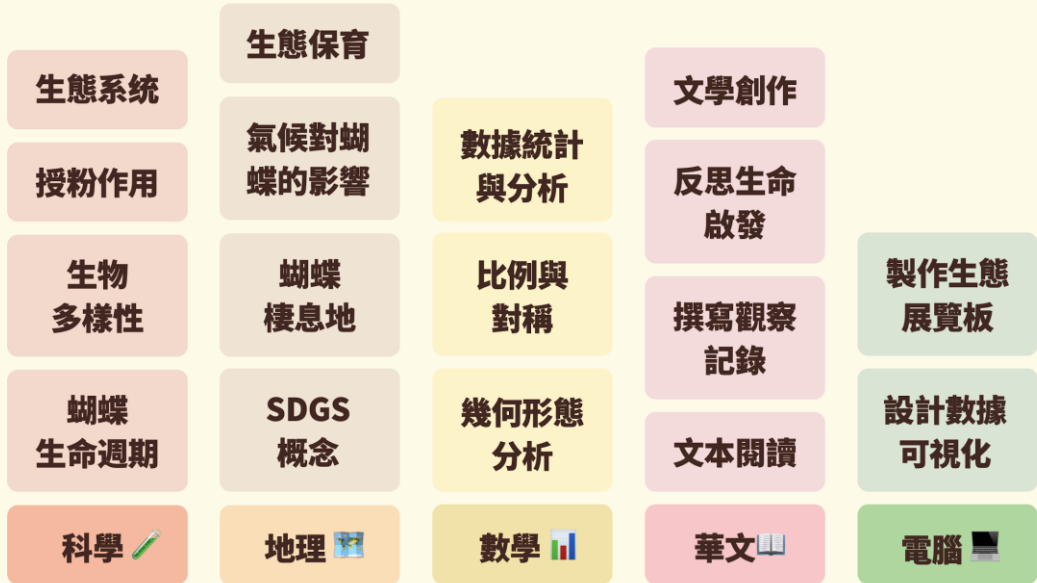 生態系統
授粉作用
生物
多樣性
蝴蝶
生命週期
科學
生態保育
氣候對蝴
蝶的影響
蝴蝶
棲息地
SDGS
概念
地理
數據統計
與分析
比例與
對稱
幾何形態
分析
數學
文學創作
反思生命
啟發
撰寫觀察
記錄
文本閱讀
華文
製作生態
展覽板
設計數據
可視化
電腦